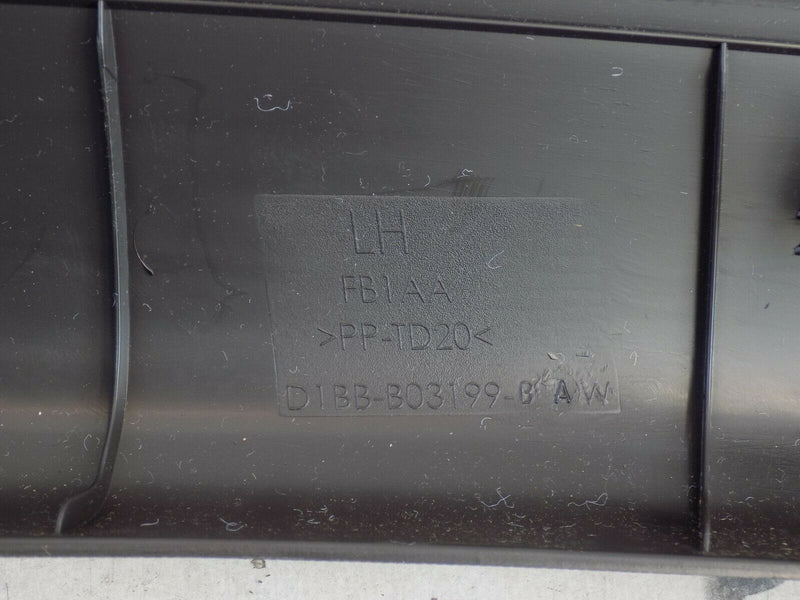 LH
FB1AA
>PP-TD20<
D1BB-B03199-B AW